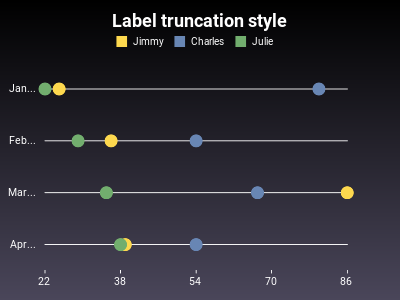 Label truncation style
Jimmy Charles Julie
Jan...
Feb...
Mar...
Apr...
22 38 54 70 86